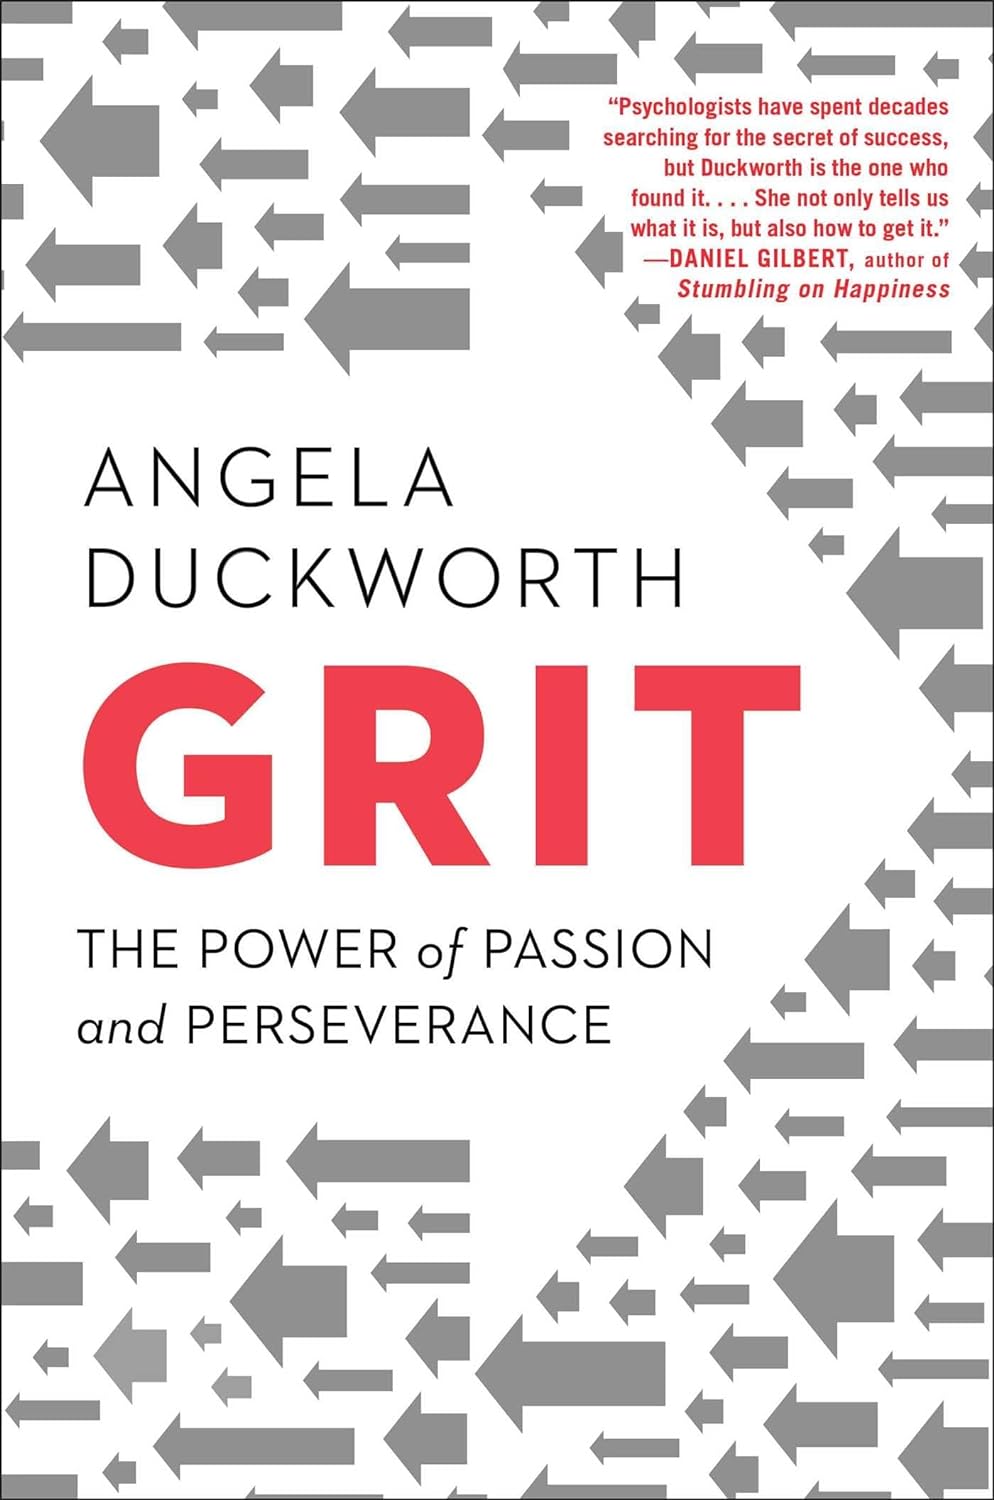 “Psychologists have spent decades
searching for the secret of success,
but Duckworth is the one who
found it. . . . She not only tells us
what it is, but also how to get it.”
—DANIEL GILBERT, author of
Stumbling on Happiness
ANGELA
DUCKWORTH
GRIT
THE POWER of PASSION
and PERSEVERANCE